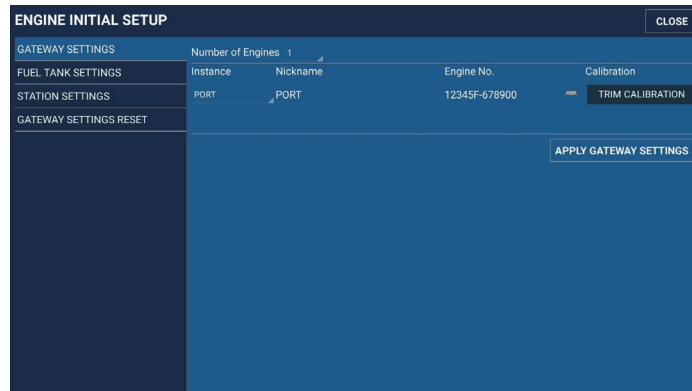 ENGINE INITIAL SETUP
CLOSE
GATEWAY SETTINGS
FUEL TANK SETTINGS
STATION SETTINGS
GATEWAY SETTINGS RESET
Number of Engines 1
Instance Nickname Engine No. Calibration
PORT PORT 12345F-678900 TRIM CALIBRATION
APPLY GATEWAY SETTINGS